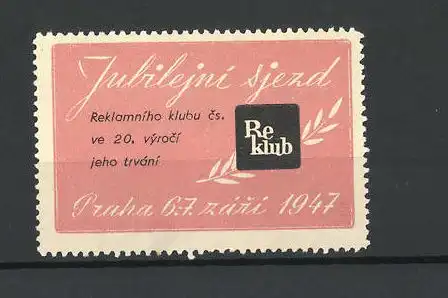 Jubilejní sjezd
Reklamního klubu čs.
ve 20. výročí
jeho trvání
Re
klub
Praha 6.-7. září 1947